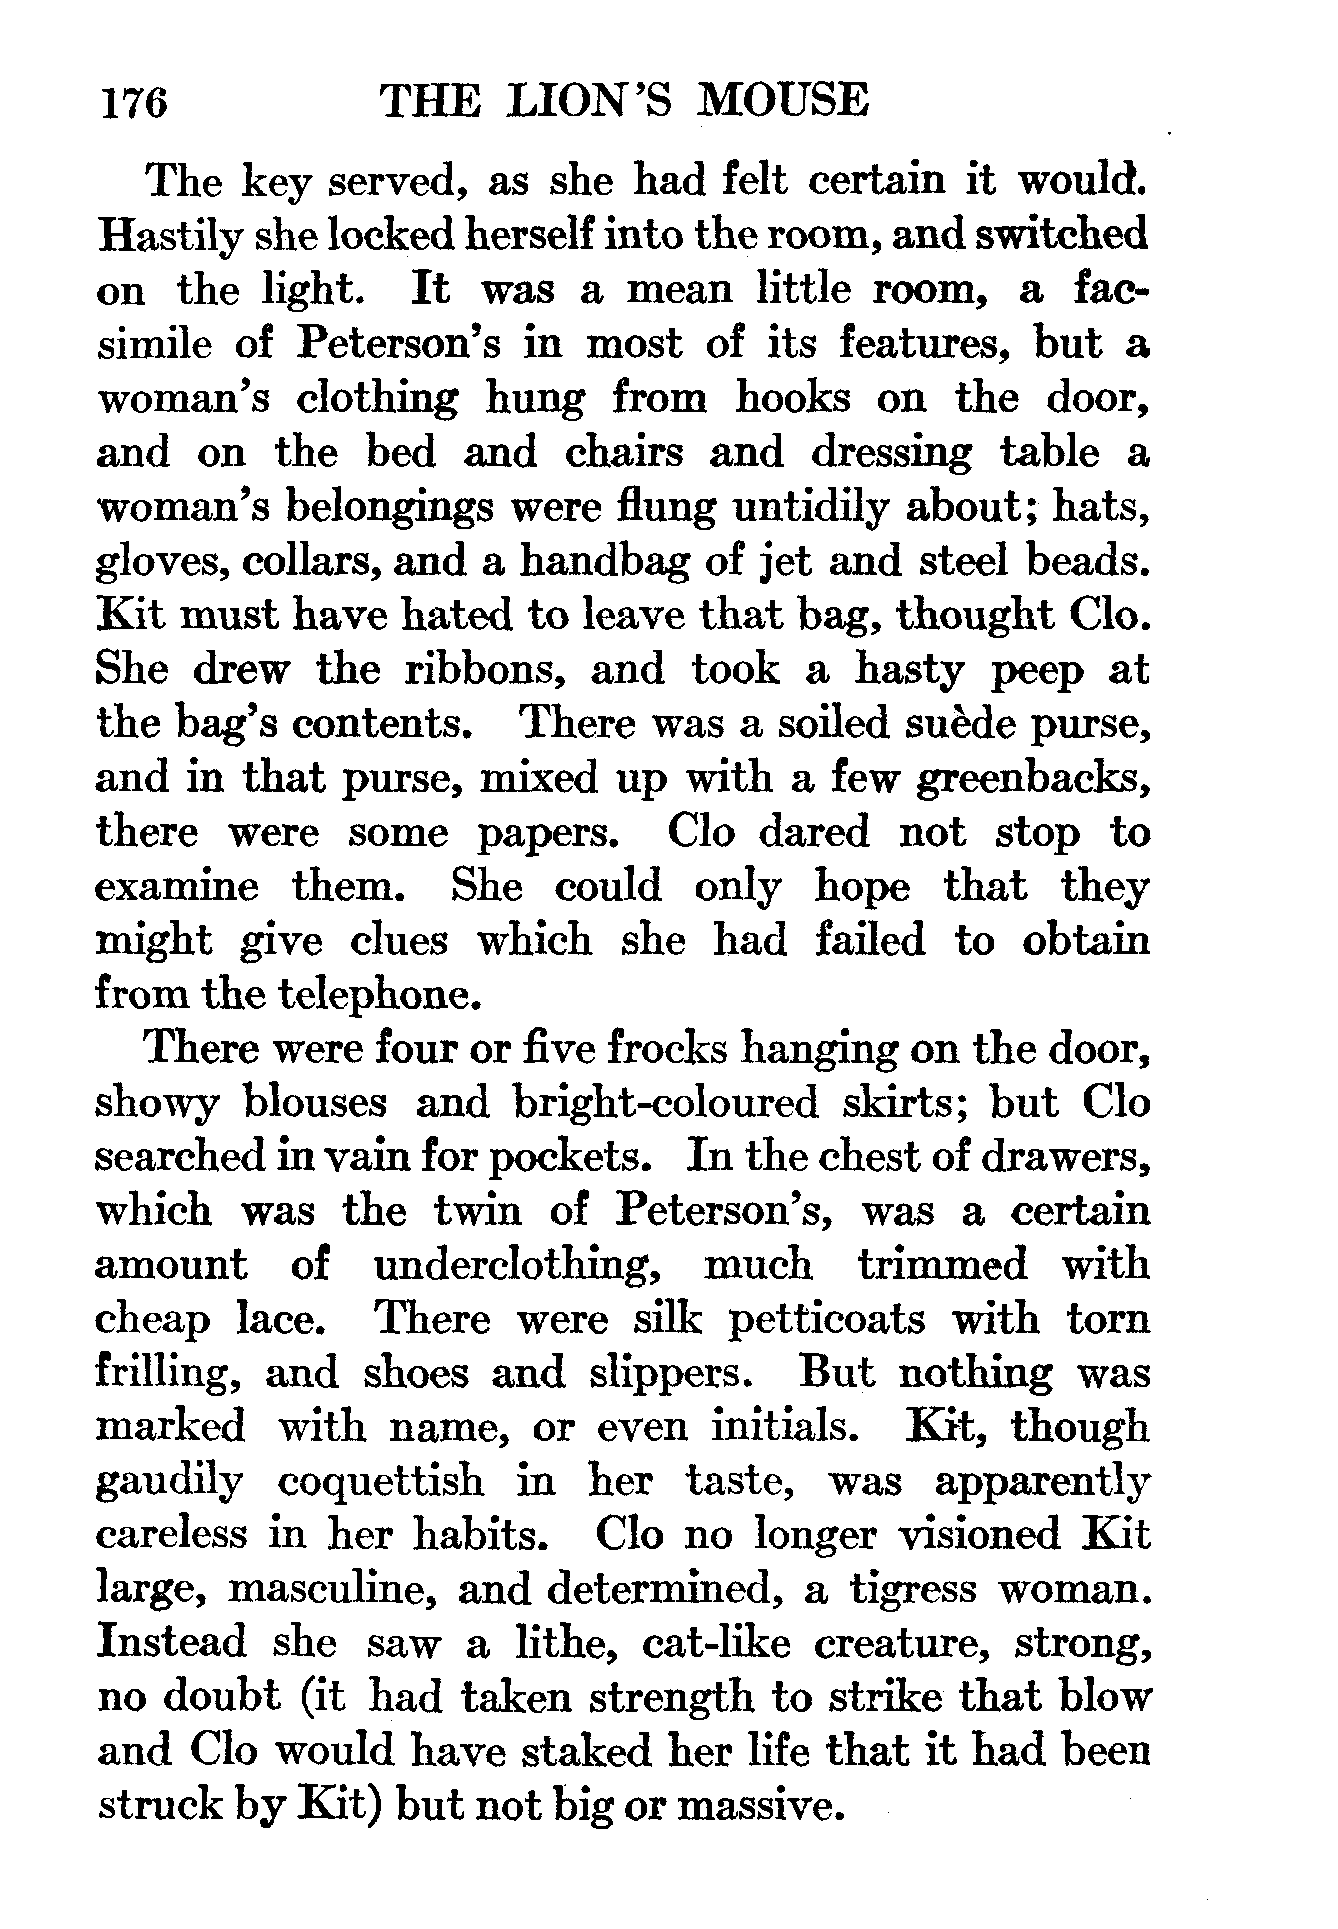 176 THE LION'S MOUSE
The key served, as she had felt certain it would.
Hastily she locked herself into the room, and switched
on the light. It was a mean little room, a fac-
simile of Peterson's in most of its features, but a
woman's clothing hung from hooks on the door,
and on the bed and chairs and dressing table a
woman's belongings were flung untidily about; hats,
gloves, collars, and a handbag of jet and steel beads.
Kit must have hated to leave that bag, thought Clo.
She drew the ribbons, and took a hasty peep at
the bag's contents. There was a soiled suède purse,
and in that purse, mixed up with a few greenbacks,
there were some papers. Clo dared not stop to
examine them. She could only hope that they
might give clues which she had failed to obtain
from the telephone.
There were four or five frocks hanging on the door,
showy blouses and bright-coloured skirts; but Clo
searched in vain for pockets. In the chest of drawers,
which was the twin of Peterson's, was a certain
amount of underclothing, much trimmed with
cheap lace. There were silk petticoats with torn
frilling, and shoes and slippers. But nothing was
marked with name, or even initials. Kit, though
gaudily coquettish in her taste, was apparently
careless in her habits. Clo no longer visioned Kit
large, masculine, and determined, a tigress woman.
Instead she saw a lithe, cat-like creature, strong,
no doubt (it had taken strength to strike that blow
and Clo would have staked her life that it had been
struck by Kit) but not big or massive.